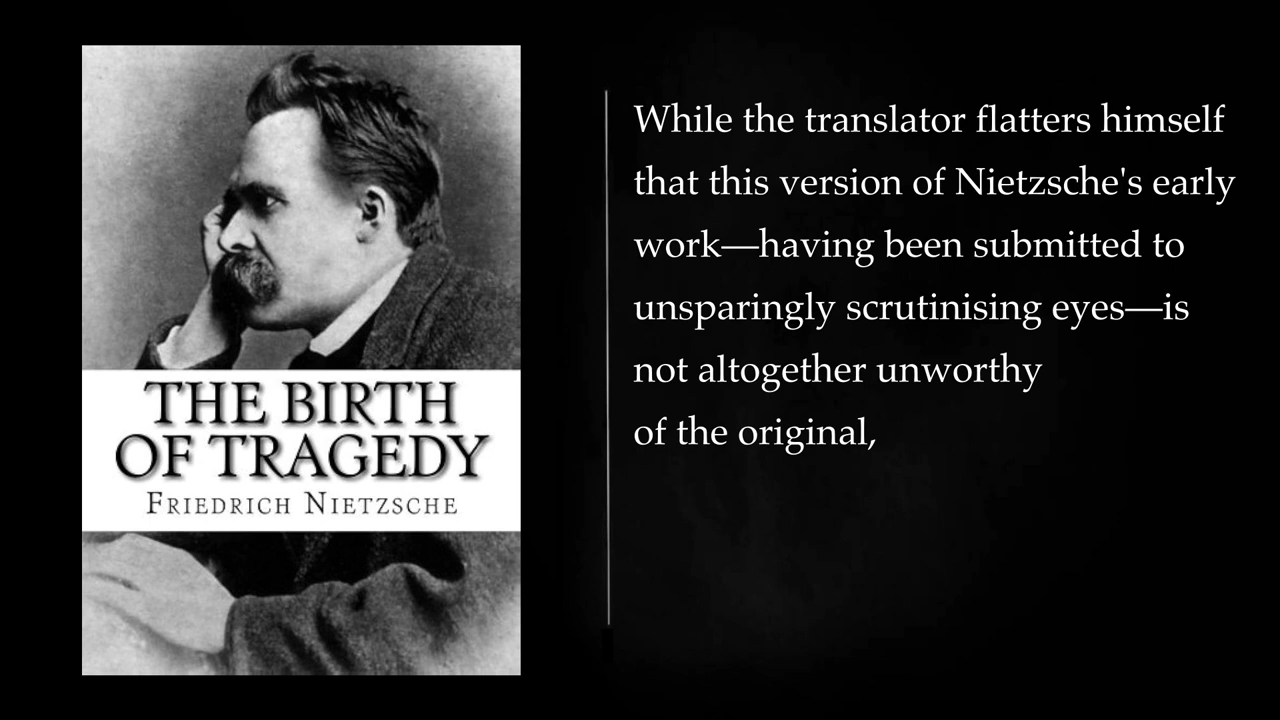 THE BIRTH
OF TRAGEDY
FRIEDRICH NIETZSCHE
While the translator flatters himself
that this version of Nietzsche's early
work—having been submitted to
unsparingly scrutinising eyes—is
not altogether unworthy
of the original,